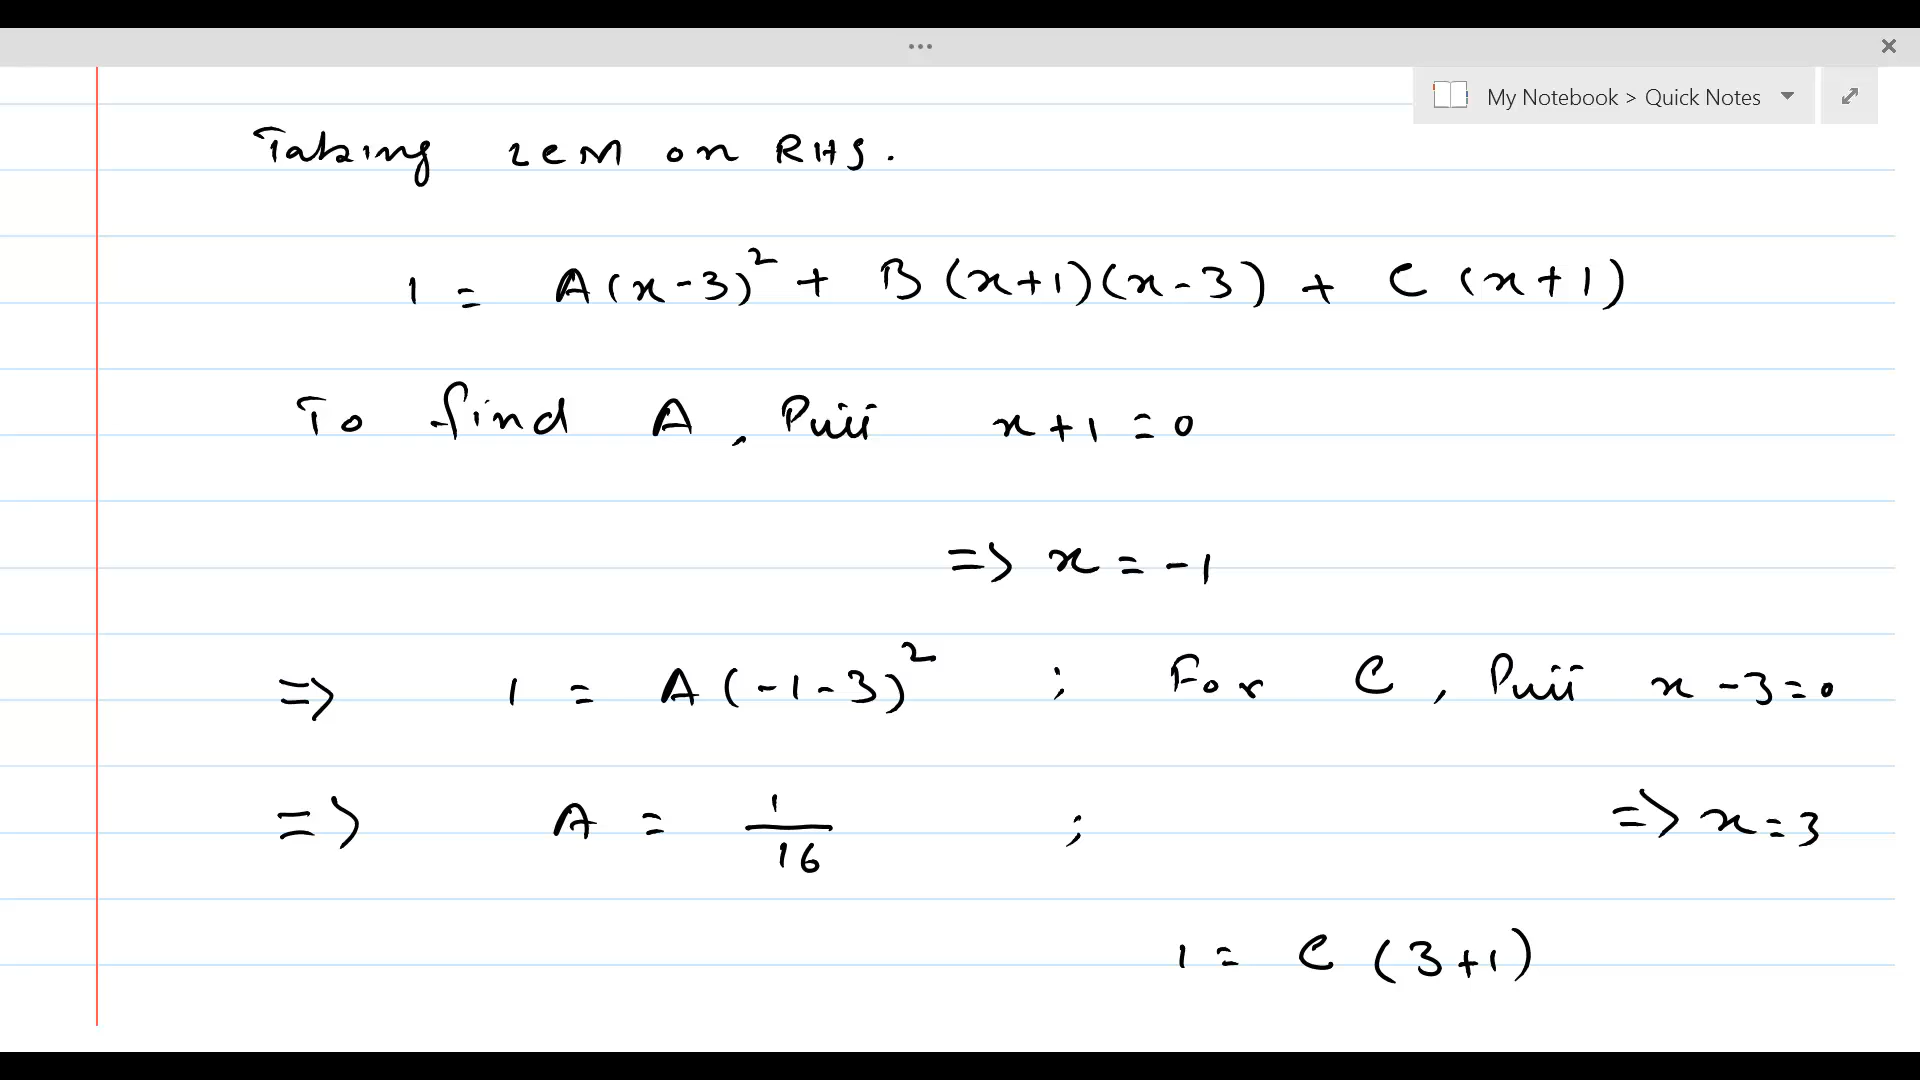 ...
My Notebook > Quick Notes
Taking LCM on RHS.
1 = A(x-3)² + B(x+1)(x-3) + C(x+1)
To find A, Put x+1=0
=> x = -1
=> 1 = A(-1-3)² ; For C, Put x-3=0
=> A = 1/16 ; => x=3
1 = C(3+1)